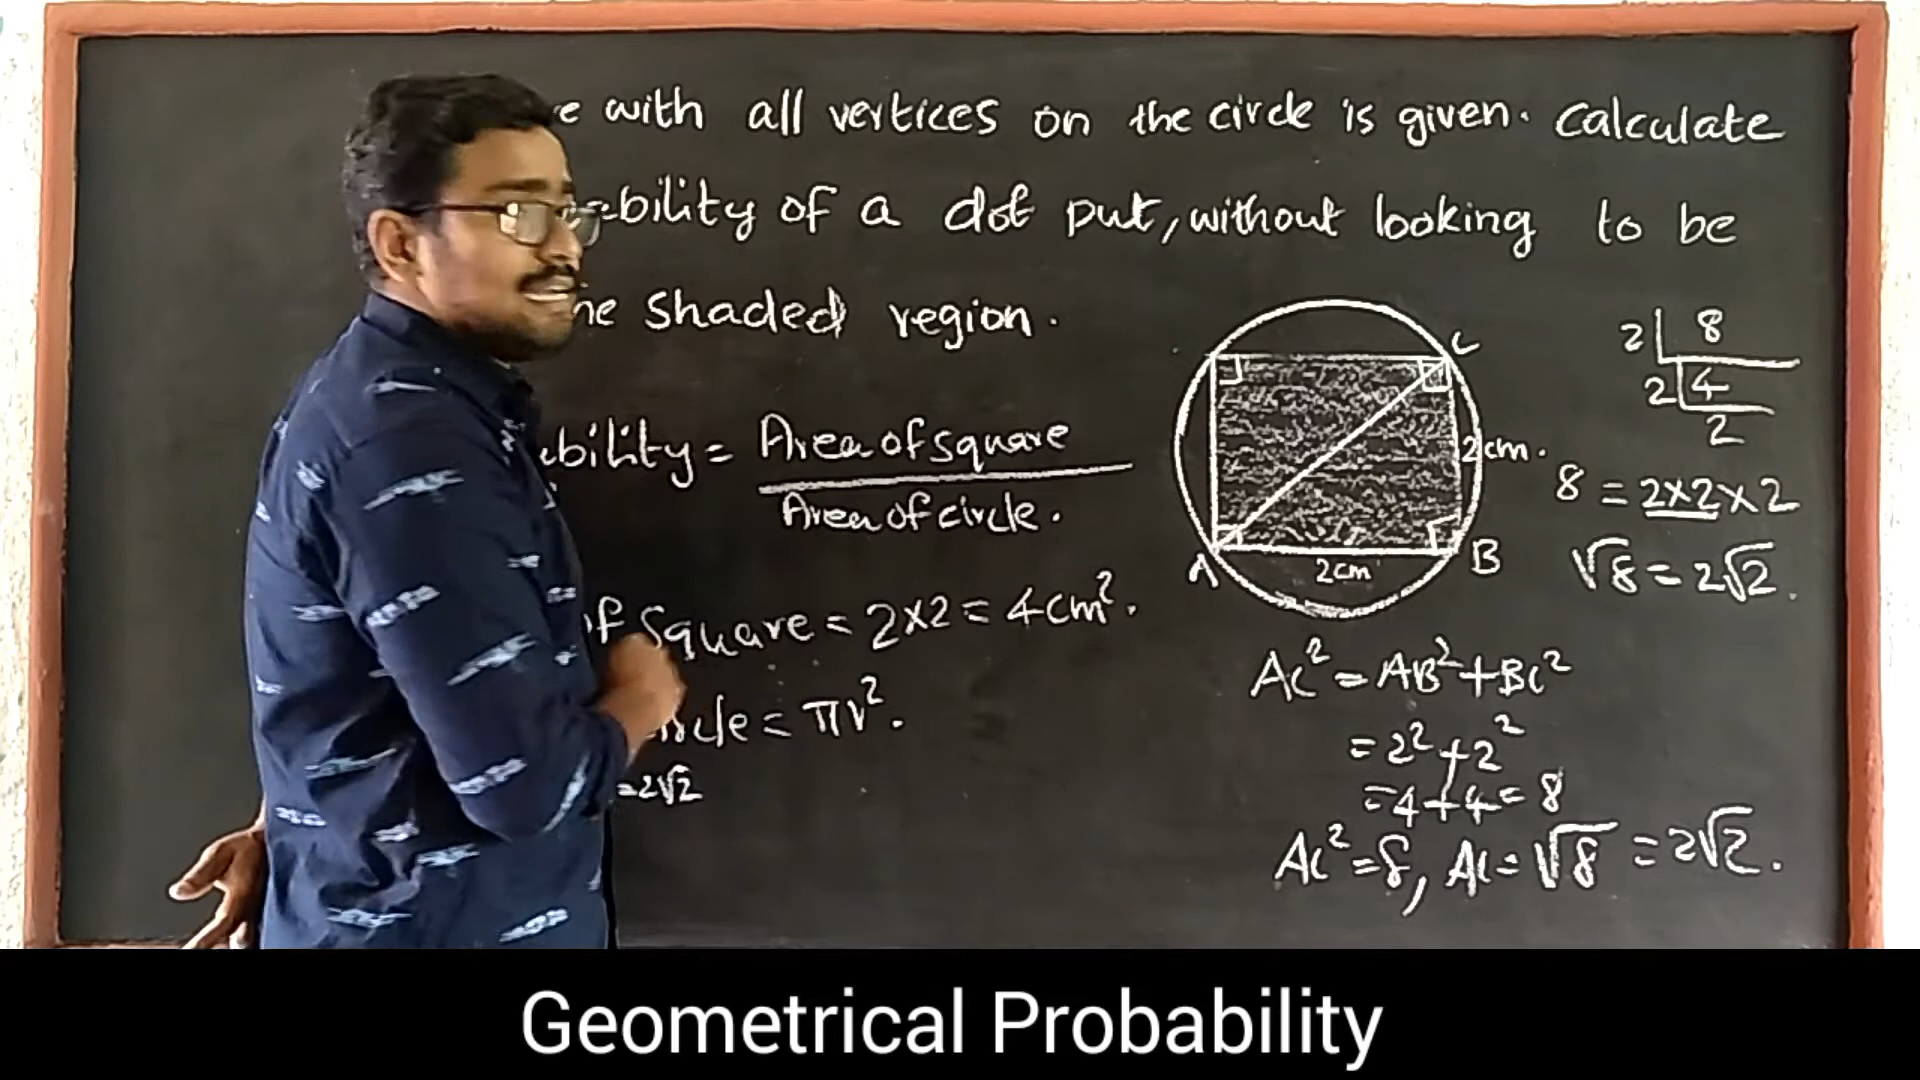 with all vertices on the circle is given. Calculate
of a dot put, without looking to be
shaded region.
= Area of square
Area of circle.
Square = 2×2 = 4cm².
= πr².
=2√2
C
2cm.
A
2cm
B
2 8
2 4
2
8 = 2×2×2
√8 = 2√2.
AC² = AB²+BC²
= 2²+2²
=4+4=8
AC²=8, AC=√8 =2√2.
Geometrical Probability